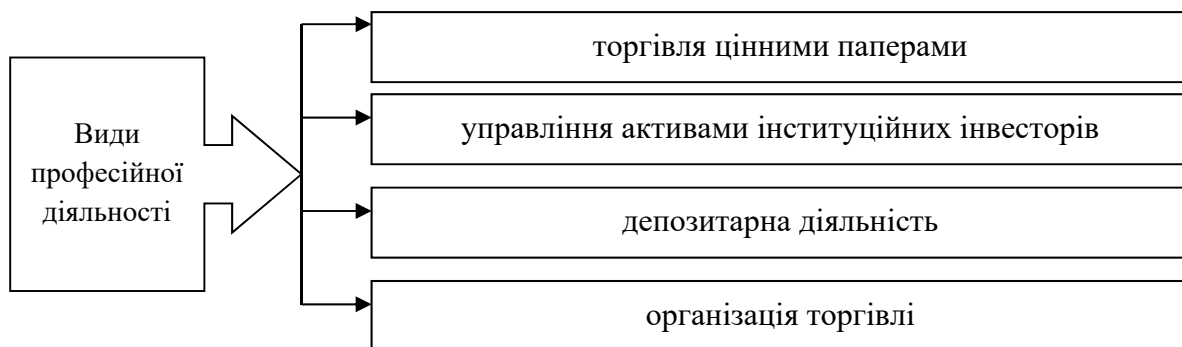 Види
професійної
діяльності
торгівля цінними паперами
управління активами інституційних інвесторів
депозитарна діяльність
організація торгівлі